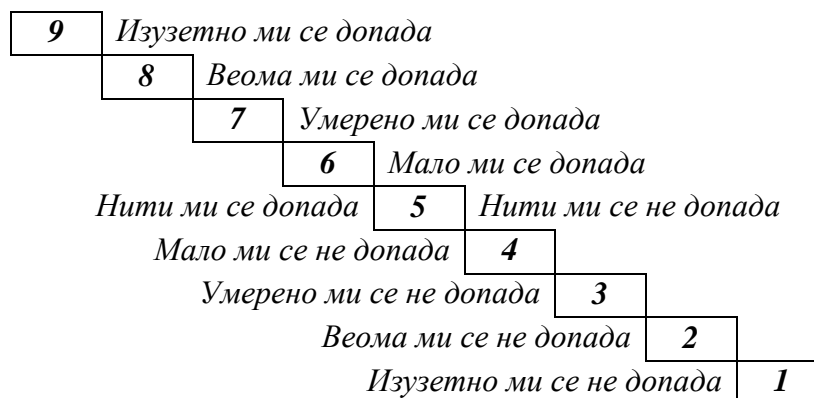 9 Изузетно ми се допада
8 Веома ми се допада
7 Умерено ми се допада
6 Мало ми се допада
Нити ми се допада 5 Нити ми се не допада
Мало ми се не допада 4
Умерено ми се не допада 3
Веома ми се не допада 2
Изузетно ми се не допада 1